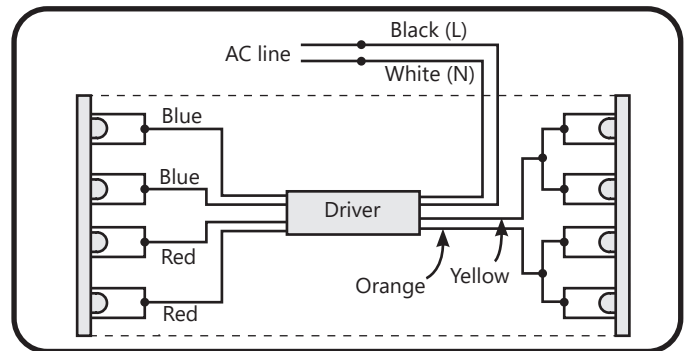 Black (L)
AC line
White (N)
Blue
Blue
Driver
Red
Orange
Yellow
Red